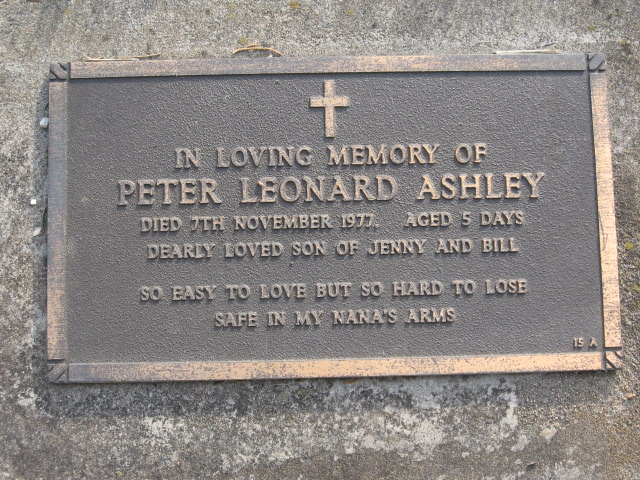 IN LOVING MEMORY OF
PETER LEONARD ASHLEY
DIED 7TH NOVEMBER 1977. AGED 5 DAYS
DEARLY LOVED SON OF JENNY AND BILL
SO EASY TO LOVE BUT SO HARD TO LOSE
SAFE IN MY NANA'S ARMS
15 A